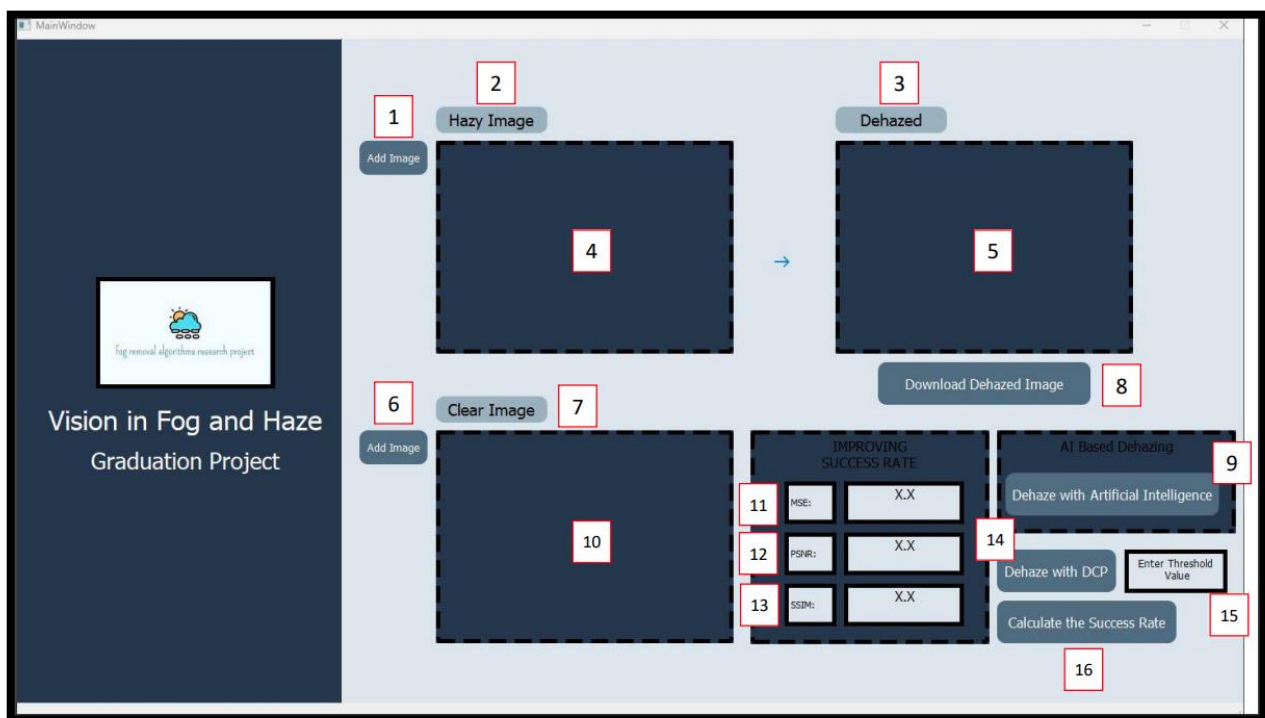 MainWindow
2
3
1
Hazy Image
Dehazed
Add Image
4
5
→
Fog removal algorithms research project
Vision in Fog and Haze
Graduation Project
Download Dehazed Image
8
6
Clear Image
7
Add Image
IMPROVING
SUCCESS RATE
AI Based Dehazing
9
Dehaze with Artificial Intelligence
10
11
MSE:
X.X
12
PSNR:
X.X
13
SSIM:
X.X
14
Dehaze with DCP
Enter Threshold
Value
15
Calculate the Success Rate
16